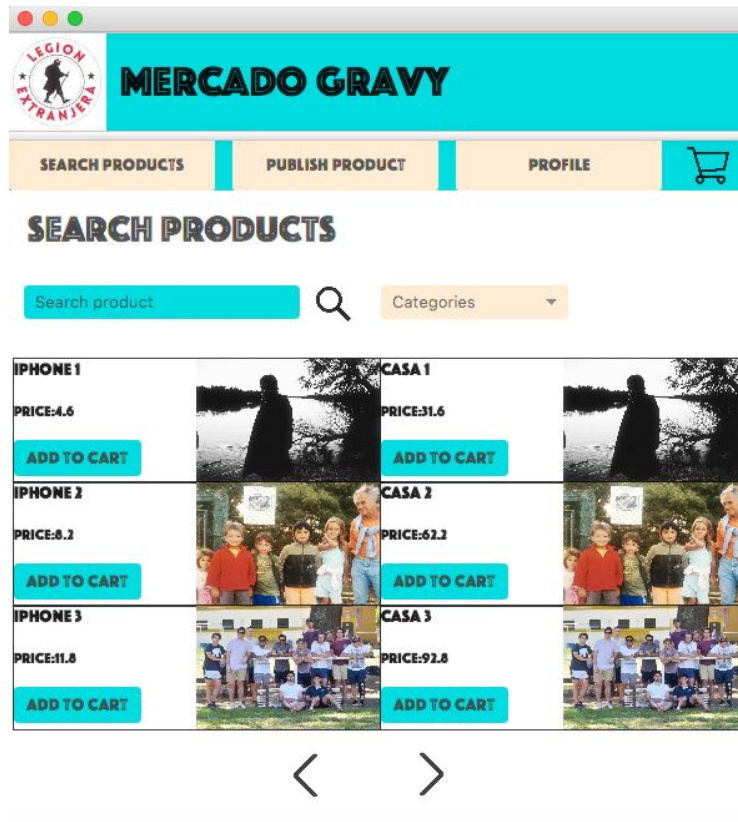 LEGION
EXTRANJERA
MERCADO GRAVY
SEARCH PRODUCTS
PUBLISH PRODUCT
PROFILE
SEARCH PRODUCTS
Search product
Categories
IPHONE 1
PRICE:4.6
ADD TO CART
CASA 1
PRICE:31.6
ADD TO CART
IPHONE 2
PRICE:8.2
ADD TO CART
CASA 2
PRICE:62.2
ADD TO CART
IPHONE 3
PRICE:11.8
ADD TO CART
CASA 3
PRICE:92.8
ADD TO CART